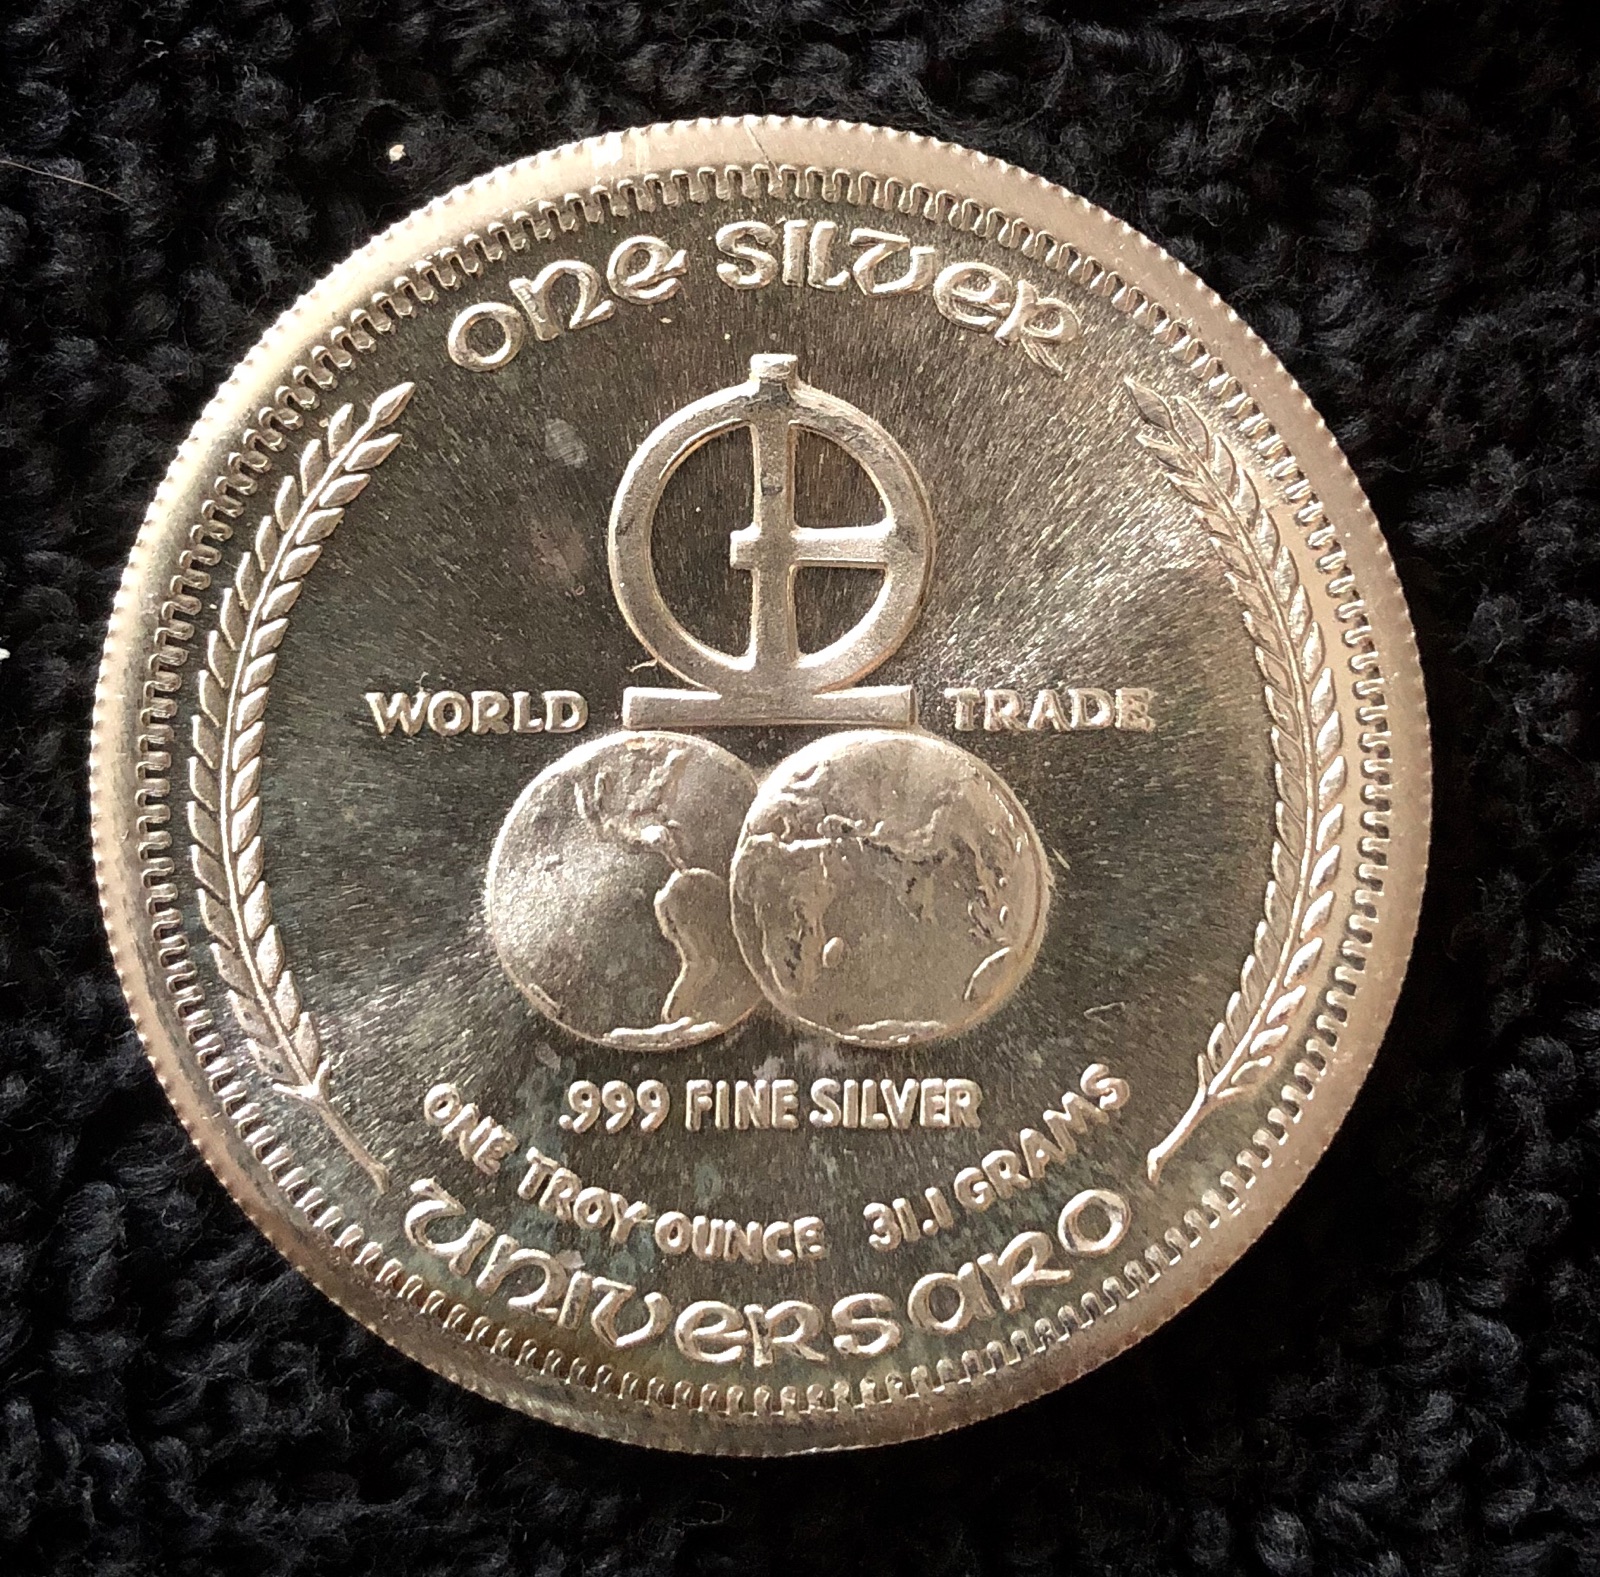 ONE SILVER
WORLD TRADE
.999 FINE SILVER
ONE TROY OUNCE 31.1 GRAMS
UNIVERSARO